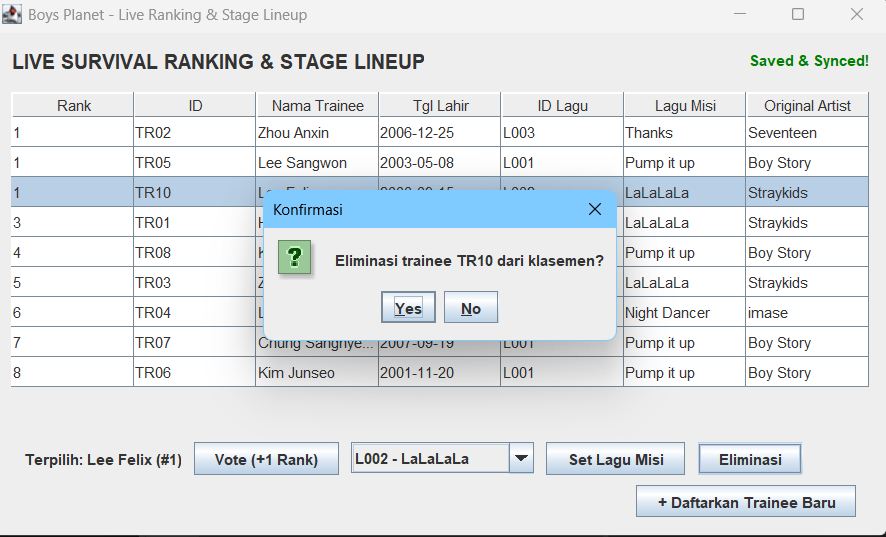 Boys Planet - Live Ranking & Stage Lineup
LIVE SURVIVAL RANKING & STAGE LINEUP
Saved & Synced!
Rank ID Nama Trainee Tgl Lahir ID Lagu Lagu Misi Original Artist
1 TR02 Zhou Anxin 2006-12-25 L003 Thanks Seventeen
1 TR05 Lee Sangwon 2003-05-08 L001 Pump it up Boy Story
1 TR10 LaLaLaLa Straykids
3 TR01 LaLaLaLa Straykids
4 TR08 Pump it up Boy Story
5 TR03 LaLaLaLa Straykids
6 TR04 Night Dancer imase
7 TR07 Chung Sanghye... 2007-09-19 L001 Pump it up Boy Story
8 TR06 Kim Junseo 2001-11-20 L001 Pump it up Boy Story
Konfirmasi
?
Eliminasi trainee TR10 dari klasemen?
Yes No
Terpilih: Lee Felix (#1) Vote (+1 Rank) L002 - LaLaLaLa Set Lagu Misi Eliminasi
+ Daftarkan Trainee Baru